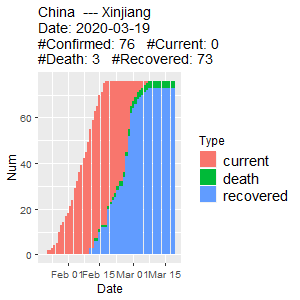 China  --- Xinjiang
Date: 2020-03-19
#Confirmed: 76   #Current: 0
#Death: 3   #Recovered: 73
Num
60
40
20
0
Feb 01 Feb 15 Mar 01 Mar 15
Date
Type
current
death
recovered